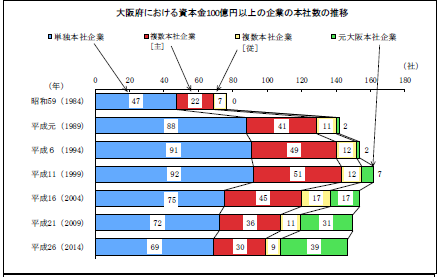 大阪府における資本金100億円以上の企業の本社数の推移
単独本社企業 複数本社企業[主] 複数本社企業[従] 元大阪本社企業
(年) (社)
0 20 40 60 80 100 120 140 160 180
昭和59 (1984) 47 22 7 0
平成元 (1989) 88 41 11 2
平成6 (1994) 91 49 12 2
平成11 (1999) 92 51 12 7
平成16 (2004) 75 45 17 17
平成21 (2009) 72 36 11 31
平成26 (2014) 69 30 9 39